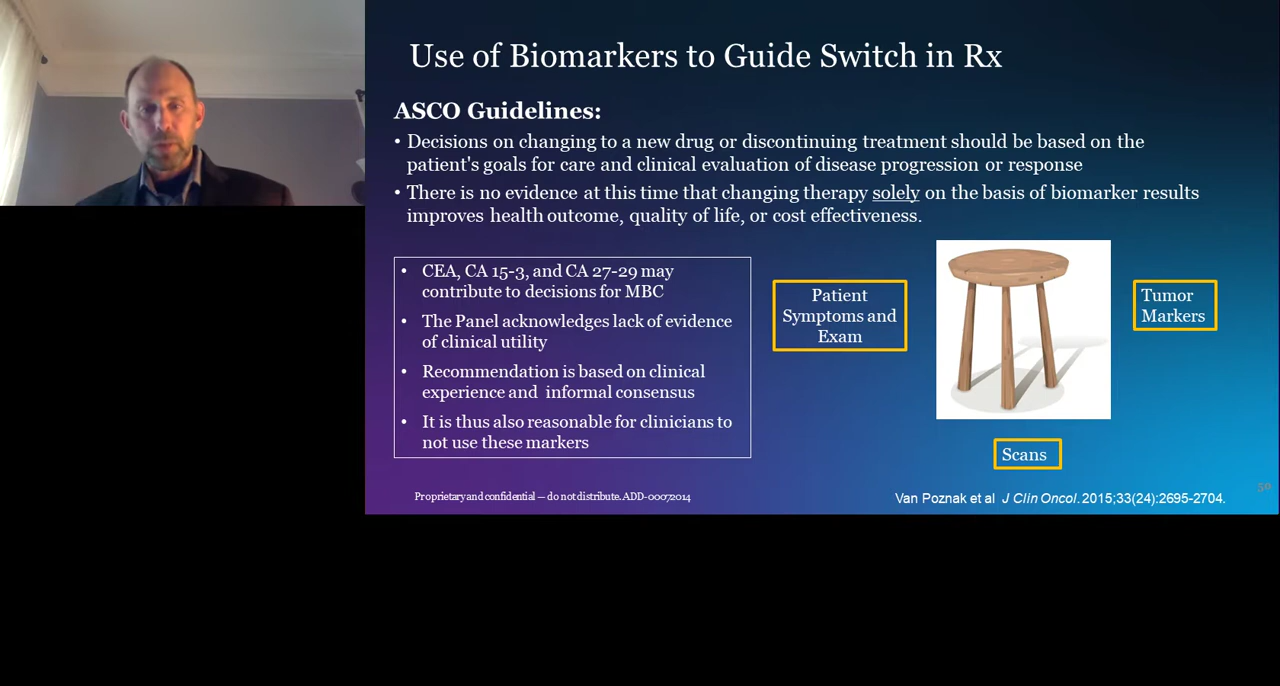 Use of Biomarkers to Guide Switch in Rx
ASCO Guidelines:
• Decisions on changing to a new drug or discontinuing treatment should be based on the
patient's goals for care and clinical evaluation of disease progression or response
• There is no evidence at this time that changing therapy solely on the basis of biomarker results
improves health outcome, quality of life, or cost effectiveness.
• CEA, CA 15-3, and CA 27-29 may
contribute to decisions for MBC
• The Panel acknowledges lack of evidence
of clinical utility
• Recommendation is based on clinical
experience and informal consensus
• It is thus also reasonable for clinicians to
not use these markers
Patient
Symptoms and
Exam
Tumor
Markers
Scans
Proprietary and confidential — do not distribute. ADD-00072014
Van Poznak et al J Clin Oncol. 2015;33(24):2695-2704.
50